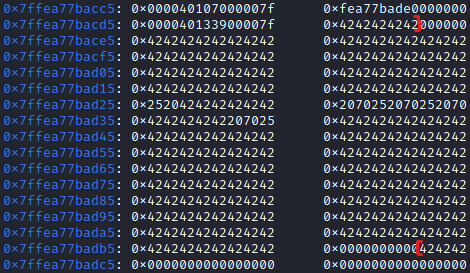 0×7ffea77bacc5: 0×000040107000007f 0×fea77bade0000000
0×7ffea77bacd5: 0×000040133900007f 0×4242424242000000
0×7ffea77bace5: 0×4242424242424242 0×4242424242424242
0×7ffea77bacf5: 0×4242424242424242 0×4242424242424242
0×7ffea77bad05: 0×4242424242424242 0×4242424242424242
0×7ffea77bad15: 0×4242424242424242 0×4242424242424242
0×7ffea77bad25: 0×2520424242424242 0×2070252070252070
0×7ffea77bad35: 0×4242424242207025 0×4242424242424242
0×7ffea77bad45: 0×4242424242424242 0×4242424242424242
0×7ffea77bad55: 0×4242424242424242 0×4242424242424242
0×7ffea77bad65: 0×4242424242424242 0×4242424242424242
0×7ffea77bad75: 0×4242424242424242 0×4242424242424242
0×7ffea77bad85: 0×4242424242424242 0×4242424242424242
0×7ffea77bad95: 0×4242424242424242 0×4242424242424242
0×7ffea77bada5: 0×4242424242424242 0×4242424242424242
0×7ffea77badb5: 0×4242424242424242 0×0000000000424242
0×7ffea77badc5: 0×0000000000000000 0×0000000000000000